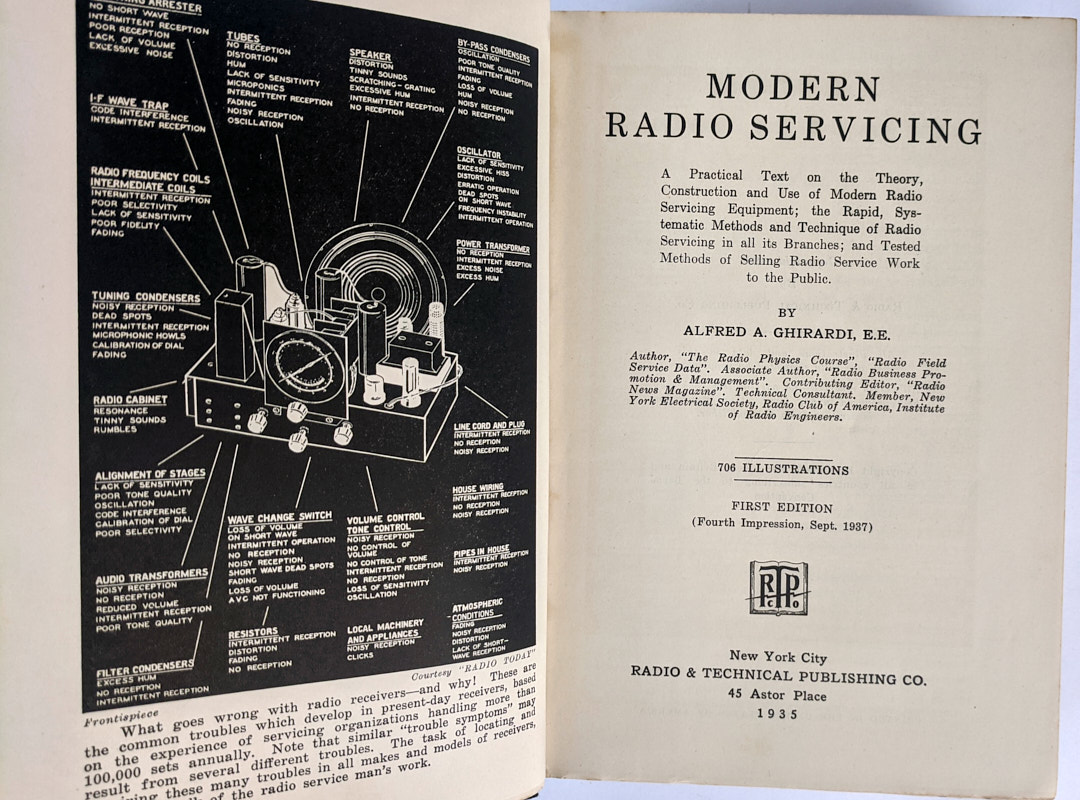 ARRESTER
NO SHORT WAVE
INTERMITTENT RECEPTION
POOR RECEPTION
LACK OF VOLUME
EXCESSIVE NOISE
I-F WAVE TRAP
CODE INTERFERENCE
INTERMITTENT RECEPTION
RADIO FREQUENCY COILS
INTERMEDIATE COILS
INTERMITTENT RECEPTION
POOR SELECTIVITY
LACK OF SENSITIVITY
POOR FIDELITY
FADING
TUNING CONDENSERS
NOISY RECEPTION
DEAD SPOTS
INTERMITTENT RECEPTION
MICROPHONIC HOWLS
CALIBRATION OF DIAL
FADING
RADIO CABINET
RESONANCE
TINNY SOUNDS
RUMBLES
ALIGNMENT OF STAGES
LACK OF SENSITIVITY
POOR TONE QUALITY
OSCILLATION
CODE INTERFERENCE
CALIBRATION OF DIAL
POOR SELECTIVITY
AUDIO TRANSFORMERS
NOISY RECEPTION
NO RECEPTION
REDUCED VOLUME
INTERMITTENT RECEPTION
POOR TONE QUALITY
FILTER CONDENSERS
EXCESS HUM
NO RECEPTION
INTERMITTENT RECEPTION
TUBES
NO RECEPTION
DISTORTION
HUM
LACK OF SENSITIVITY
MICROPONICS
INTERMITTENT RECEPTION
FADING
NOISY RECEPTION
OSCILLATION
SPEAKER
DISTORTION
TINNY SOUNDS
SCRATCHING - GRATING
EXCESSIVE HUM
INTERMITTENT RECEPTION
NO RECEPTION
BY-PASS CONDENSERS
OSCILLATION
POOR TONE QUALITY
INTERMITTENT RECEPTION
FADING
LOSS OF VOLUME
HUM
NOISY RECEPTION
NO RECEPTION
OSCILLATOR
LACK OF SENSITIVITY
EXCESSIVE HISS
DISTORTION
ERRATIC OPERATION
DEAD SPOTS
ON SHORT WAVE
FREQUENCY INSTABILITY
INTERMITTENT OPERATION
POWER TRANSFORMER
NO RECEPTION
INTERMITTENT RECEPTION
EXCESS NOISE
EXCESS HUM
LINE CORD AND PLUG
INTERMITTENT RECEPTION
NO RECEPTION
NOISY RECEPTION
HOUSE WIRING
INTERMITTENT RECEPTION
NO RECEPTION
NOISY RECEPTION
PIPES IN HOUSE
INTERMITTENT RECEPTION
NOISY RECEPTION
ATMOSPHERIC
CONDITIONS
FADING
NOISY RECEPTION
DISTORTION
LACK OF SHORT-
WAVE RECEPTION
WAVE CHANGE SWITCH
LOSS OF VOLUME
ON SHORT WAVE
INTERMITTENT OPERATION
NO RECEPTION
NOISY RECEPTION
SHORT WAVE DEAD SPOTS
FADING
LOSS OF VOLUME
AVC NOT FUNCTIONING
RESISTORS
INTERMITTENT RECEPTION
DISTORTION
FADING
NO RECEPTION
VOLUME CONTROL
TONE CONTROL
NOISY RECEPTION
NO CONTROL OF
VOLUME
NO CONTROL OF TONE
INTERMITTENT RECEPTION
NO RECEPTION
LOSS OF SENSITIVITY
OSCILLATION
LOCAL MACHINERY
AND APPLIANCES
NOISY RECEPTION
CLICKS
Courtesy "RADIO TODAY"
Frontispiece
What goes wrong with radio receivers—and why! These are
the common troubles which develop in present-day receivers, based
on the experience of servicing organizations handling more than
100,000 sets annually. Note that similar "trouble symptoms" may
result from several different troubles. The task of locating and
these many troubles in all makes and models of receivers,
of the radio service man's work.
MODERN
RADIO SERVICING
A Practical Text on the Theory,
Construction and Use of Modern Radio
Servicing Equipment; the Rapid, Sys-
tematic Methods and Technique of Radio
Servicing in all its Branches; and Tested
Methods of Selling Radio Service Work
to the Public.
BY
ALFRED A. GHIRARDI, E.E.
Author, "The Radio Physics Course", "Radio Field
Service Data". Associate Author, "Radio Business Pro-
motion & Management". Contributing Editor, "Radio
News Magazine". Technical Consultant. Member, New
York Electrical Society, Radio Club of America, Institute
of Radio Engineers.
706 ILLUSTRATIONS
FIRST EDITION
(Fourth Impression, Sept. 1937)
RTP
Co
New York City
RADIO & TECHNICAL PUBLISHING CO.
45 Astor Place
1935